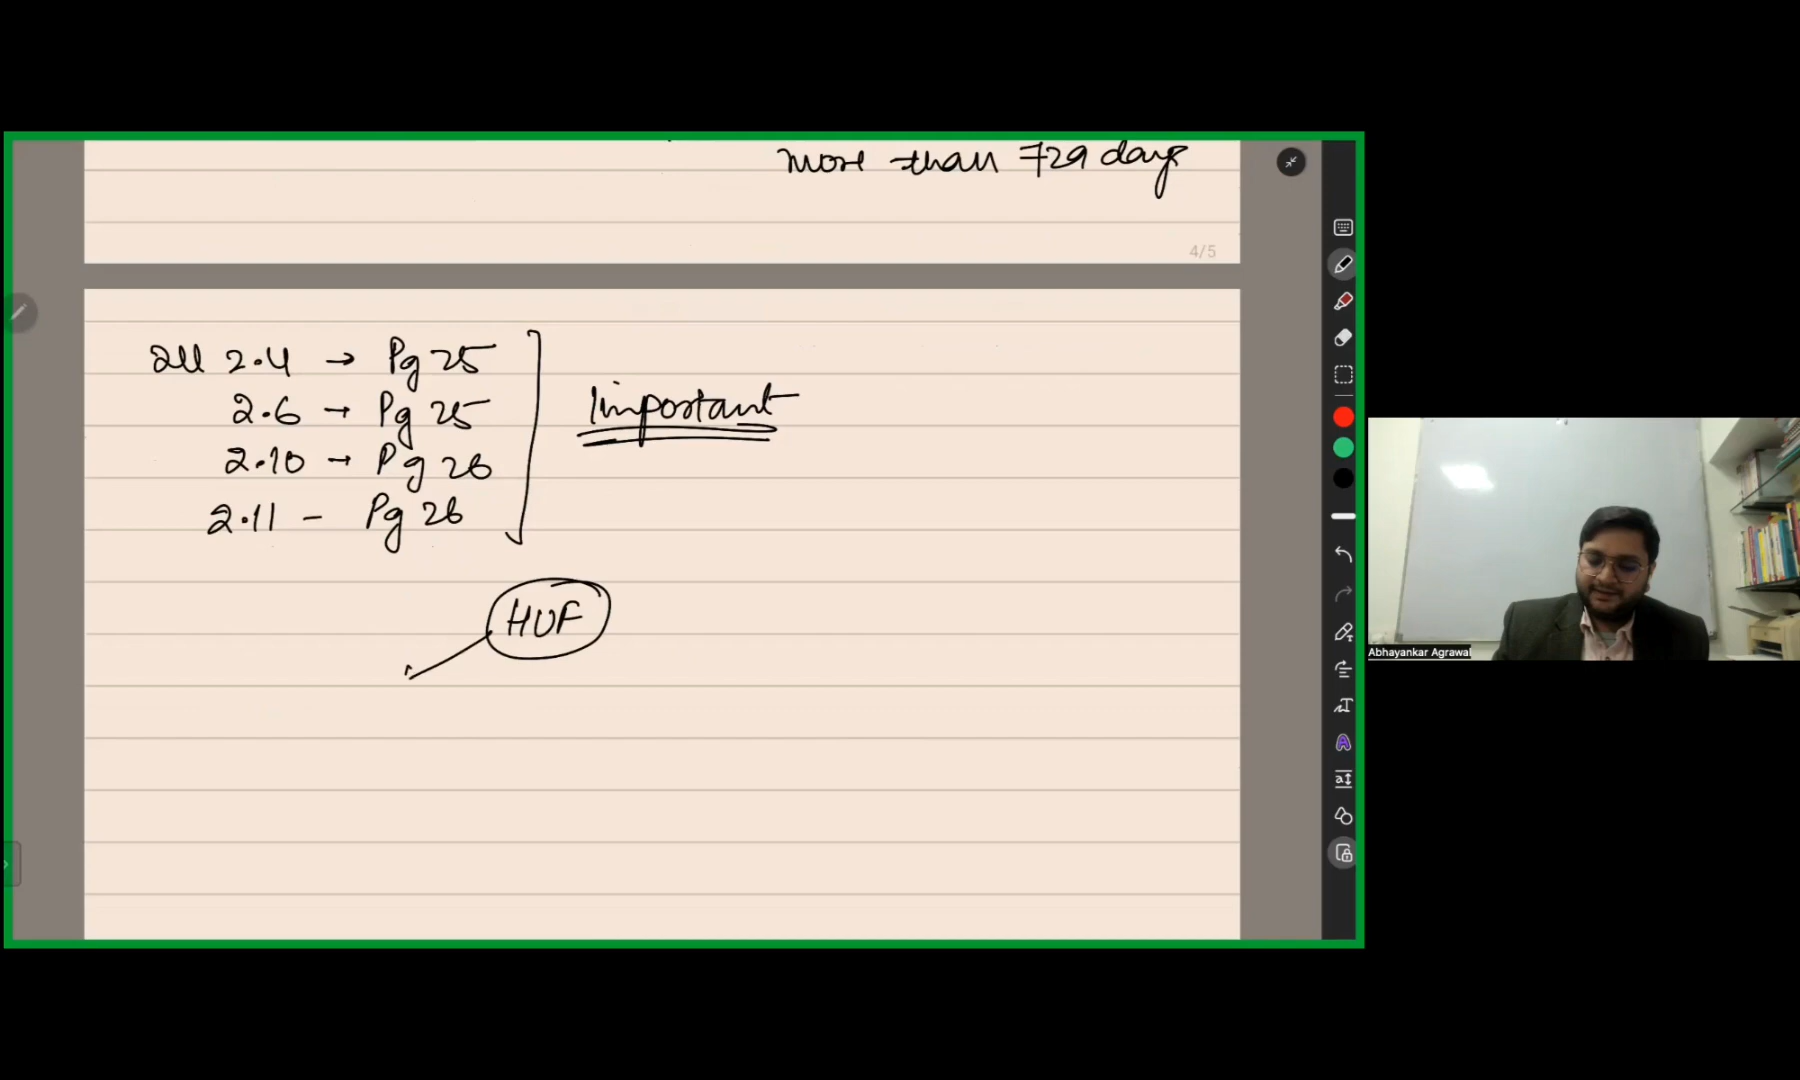 more than 729 days
4/5
all 2.4 → Pg 25
2.6 → Pg 25
2.10 → Pg 26
2.11 - Pg 26
Important
HUF
Abhayankar Agrawal